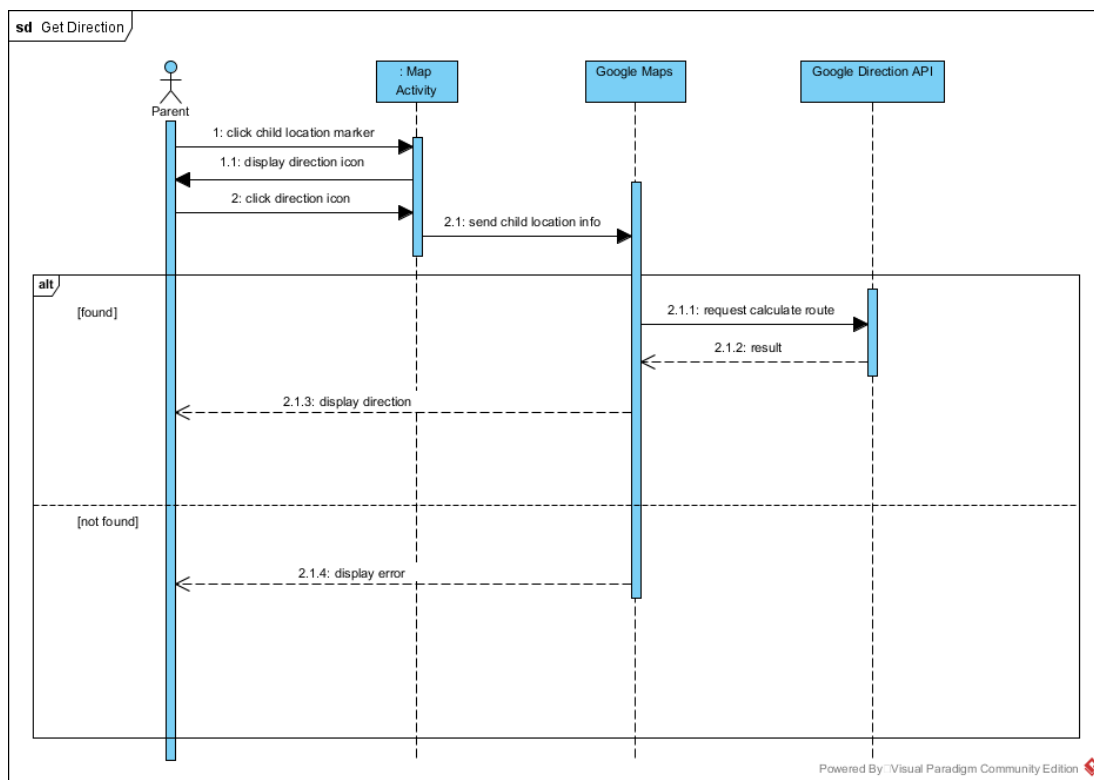 sd Get Direction
Parent
: Map
Activity
Google Maps
Google Direction API
1: click child location marker
1.1: display direction icon
2: click direction icon
2.1: send child location info
alt
[found]
2.1.1: request calculate route
2.1.2: result
2.1.3: display direction
[not found]
2.1.4: display error
Powered By Visual Paradigm Community Edition